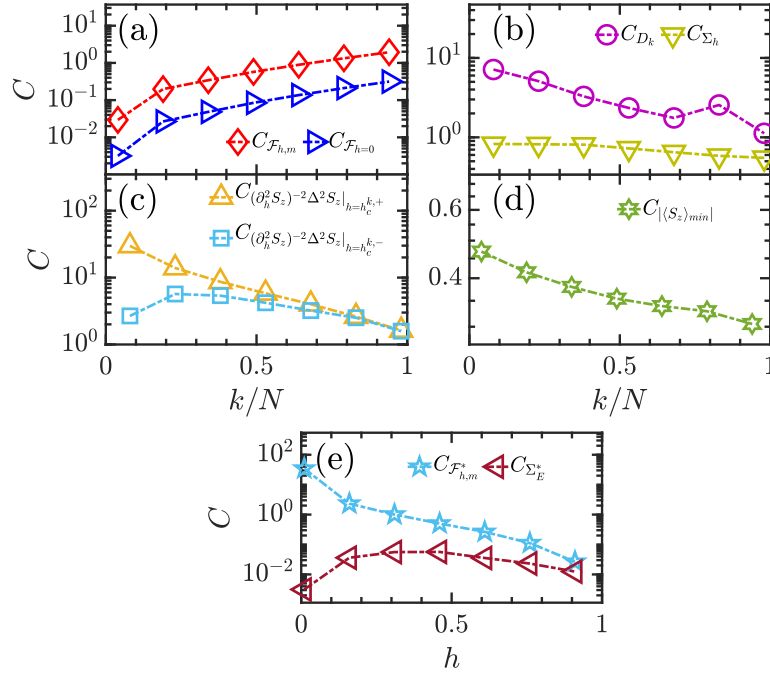 (a)
C
10^2
10^1
10^0
10^{-1}
10^{-2}
C_{\mathcal{F}_{h,m}} C_{\mathcal{F}_{h=0}}
(b)
C_{D_k} C_{\Sigma_h}
10^1
10^0
(c)
C
10^2
10^1
10^0
C_{(\partial_h^2 S_z)^{-2}\Delta^2 S_z|_{h=h_c^{k,+}}}
C_{(\partial_h^2 S_z)^{-2}\Delta^2 S_z|_{h=h_c^{k,-}}}
0 0.5 1
k/N
(d)
C_{|\langle S_z\rangle_{min}|}
0.6
0.4
0 0.5 1
k/N
(e)
C_{\mathcal{F}^*_{h,m}} C_{\Sigma^*_E}
C
10^2
10^0
10^{-2}
0 0.5 1
h